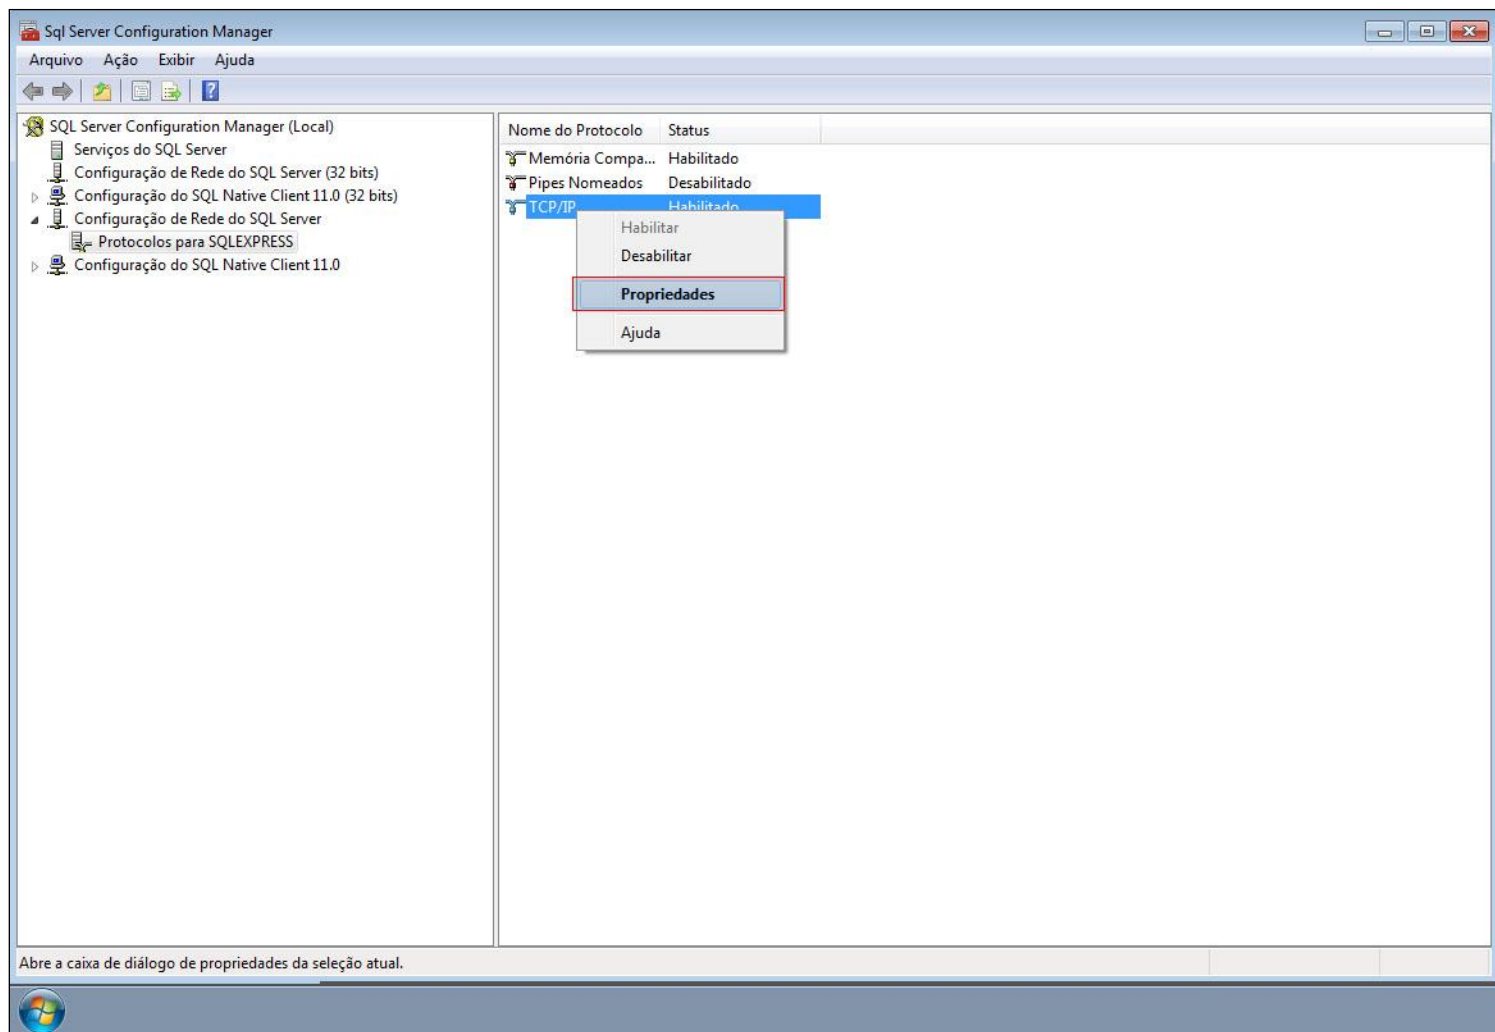 Sql Server Configuration Manager
Arquivo Ação Exibir Ajuda
SQL Server Configuration Manager (Local)
Serviços do SQL Server
Configuração de Rede do SQL Server (32 bits)
Configuração do SQL Native Client 11.0 (32 bits)
Configuração de Rede do SQL Server
Protocolos para SQLEXPRESS
Configuração do SQL Native Client 11.0
Nome do Protocolo Status
Memória Compa... Habilitado
Pipes Nomeados Desabilitado
TCP/IP Habilitado
Habilitar
Desabilitar
Propriedades
Ajuda
Abre a caixa de diálogo de propriedades da seleção atual.